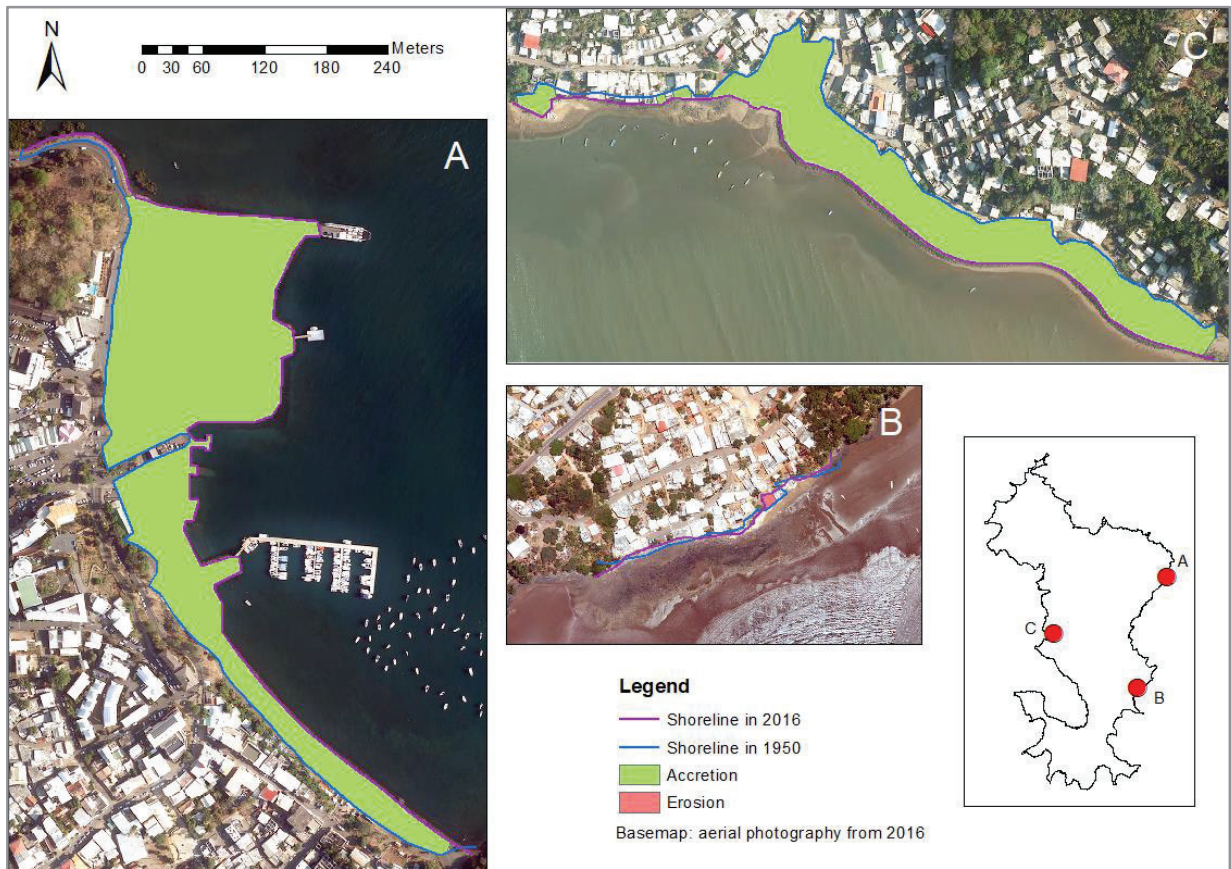 N
Meters
0 30 60 120 180 240
A
C
B
A
C
B
Legend
Shoreline in 2016
Shoreline in 1950
Accretion
Erosion
Basemap: aerial photography from 2016